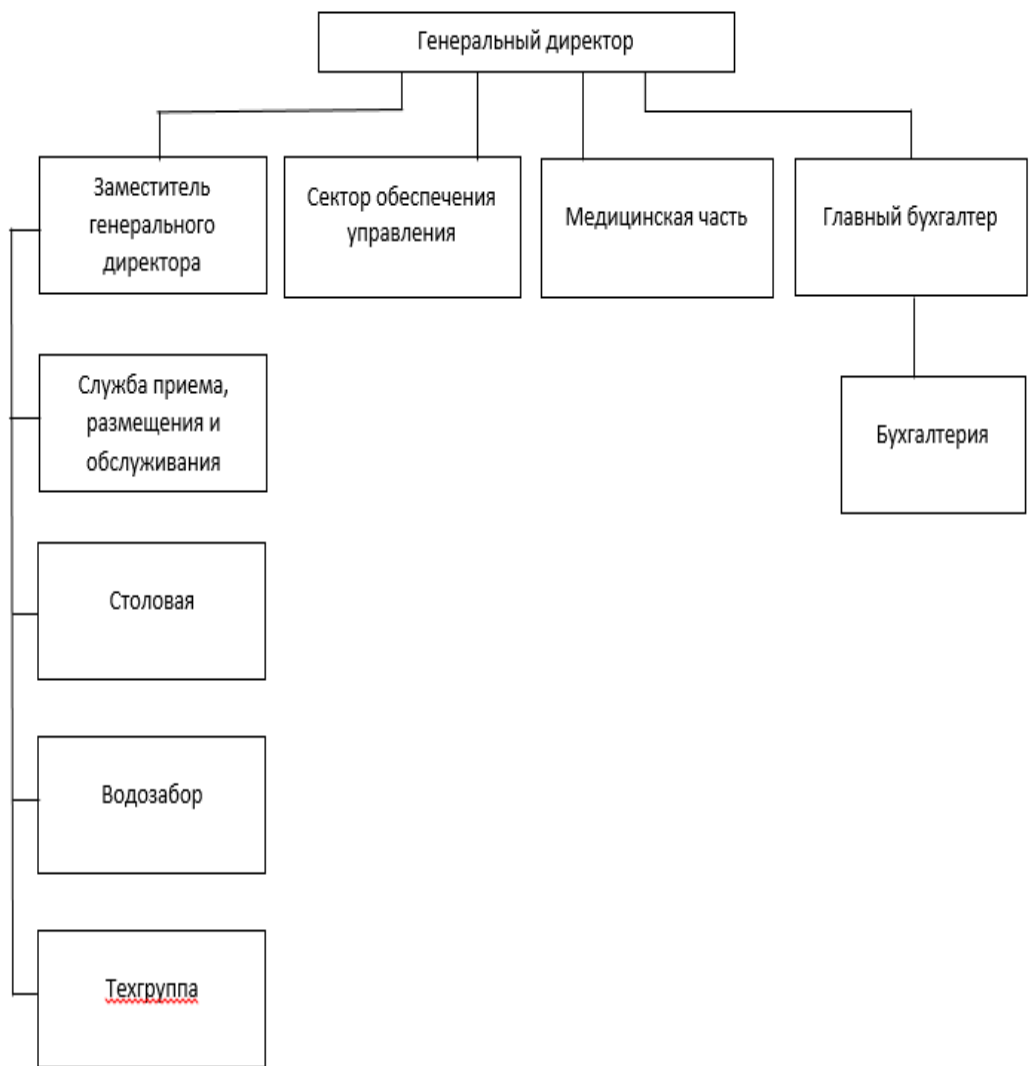 Генеральный директор
Заместитель
генерального
директора
Сектор обеспечения
управления
Медицинская часть
Главный бухгалтер
Служба приема,
размещения и
обслуживания
Бухгалтерия
Столовая
Водозабор
Техгруппа